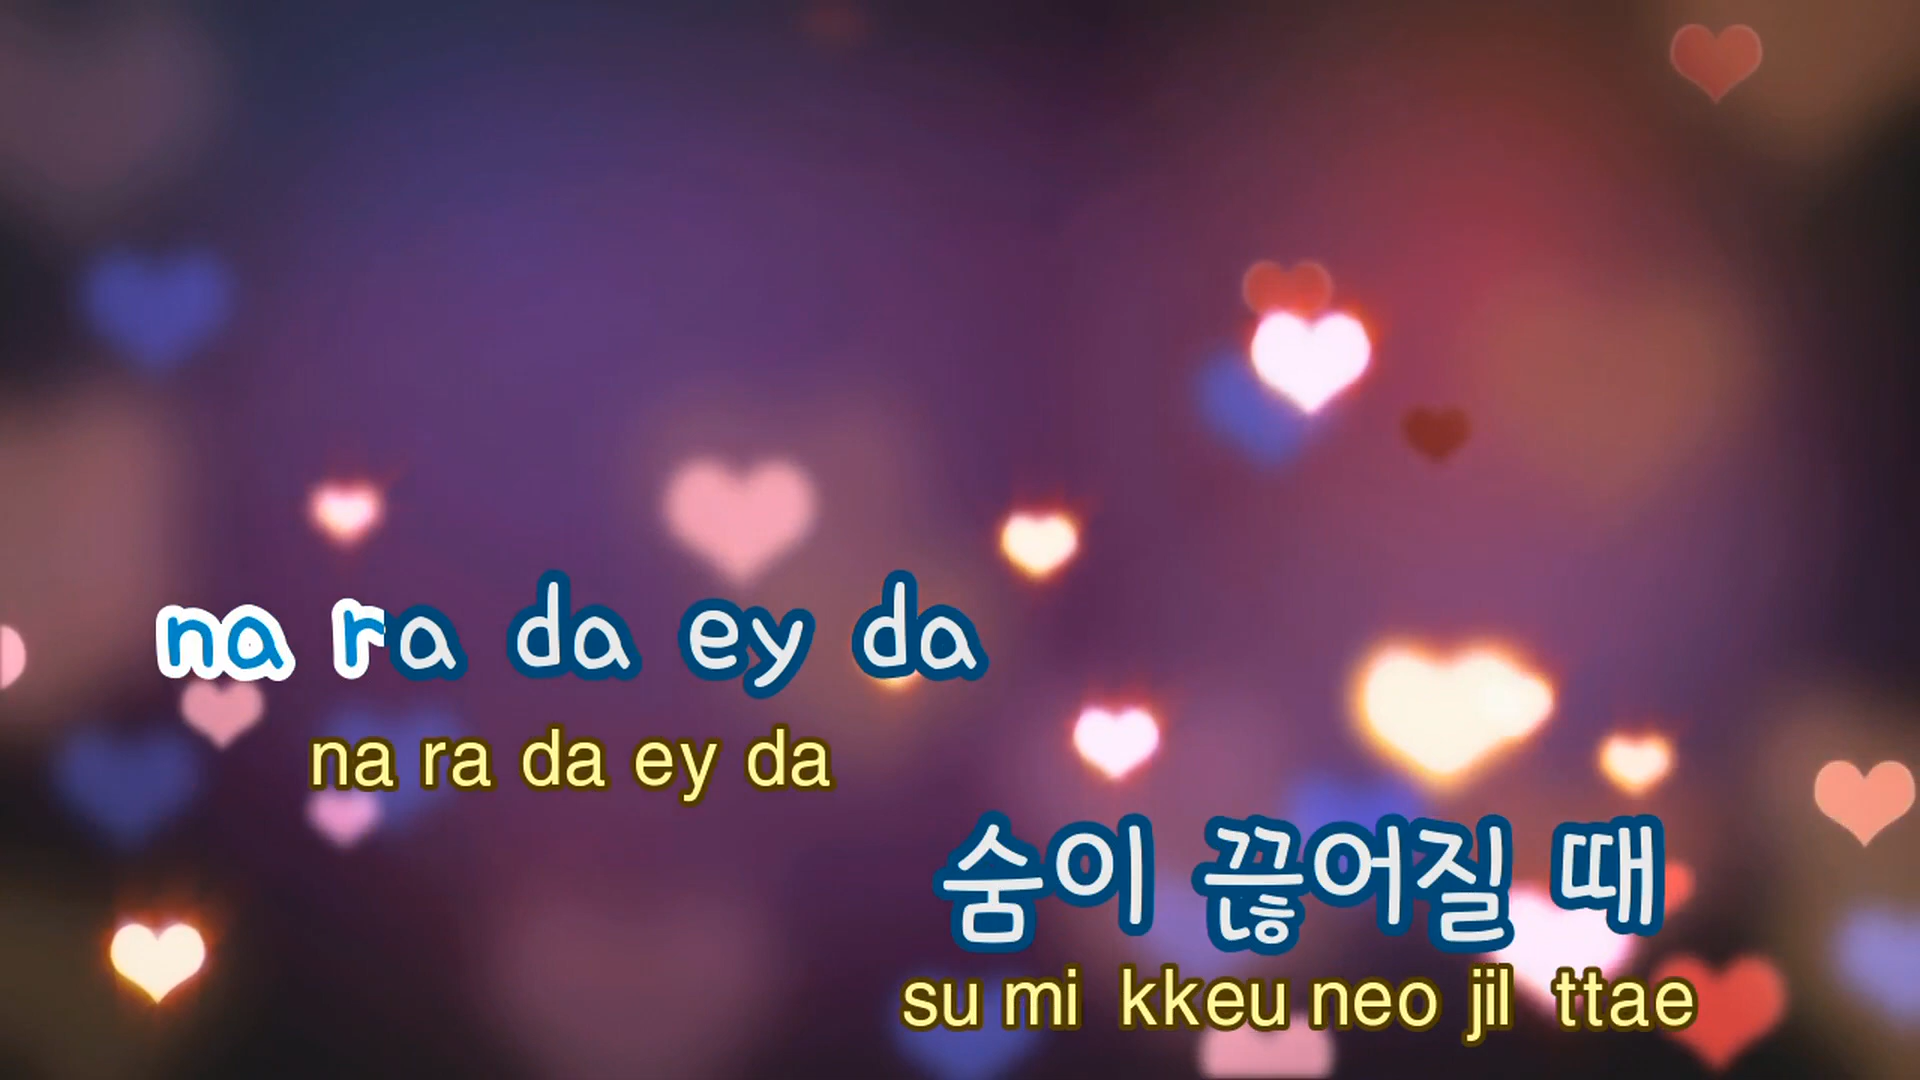 na ra da ey da
na ra da ey da
숨이 끊어질 때
su mi kkeu neo jil ttae